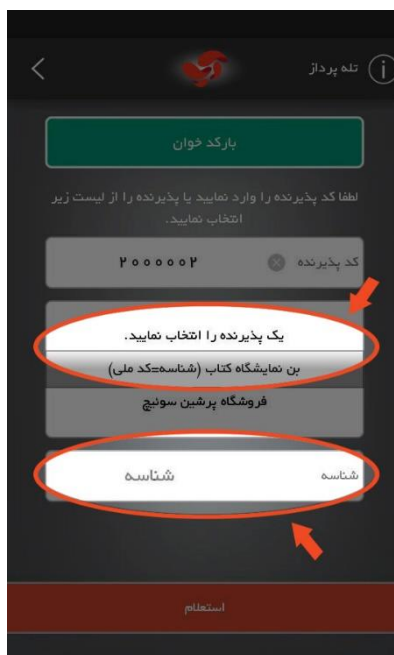 تله پرداز
بارکد خوان
لطفا کد پذیرنده را وارد نمایید یا پذیرنده را از لیست زیر
انتخاب نمایید.
کد پذیرنده ۲۰۰۰۰۰۲
یک پذیرنده را انتخاب نمایید.
بن نمایشگاه کتاب (شناسه=کد ملی)
فروشگاه پرشین سوئیچ
شناسه شناسه
استعلام